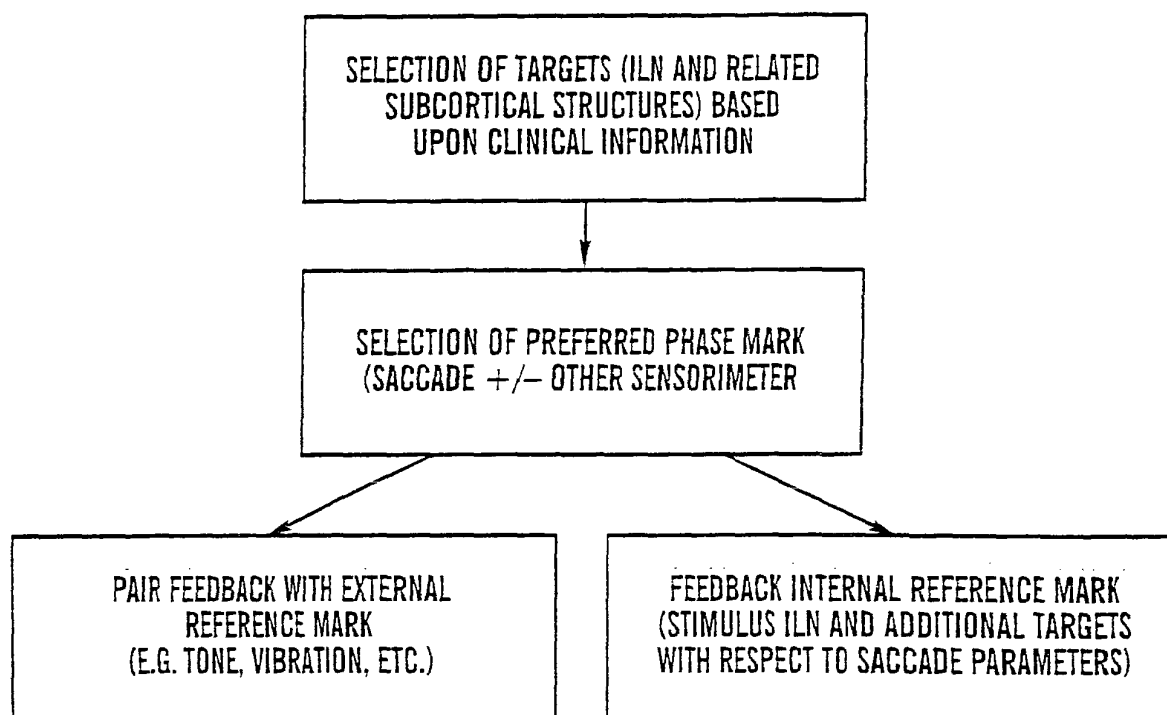 SELECTION OF TARGETS (ILN AND RELATED
SUBCORTICAL STRUCTURES) BASED
UPON CLINICAL INFORMATION
SELECTION OF PREFERRED PHASE MARK
(SACCADE +/− OTHER SENSORIMETER
PAIR FEEDBACK WITH EXTERNAL
REFERENCE MARK
(E.G. TONE, VIBRATION, ETC.)
FEEDBACK INTERNAL REFERENCE MARK
(STIMULUS ILN AND ADDITIONAL TARGETS
WITH RESPECT TO SACCADE PARAMETERS)